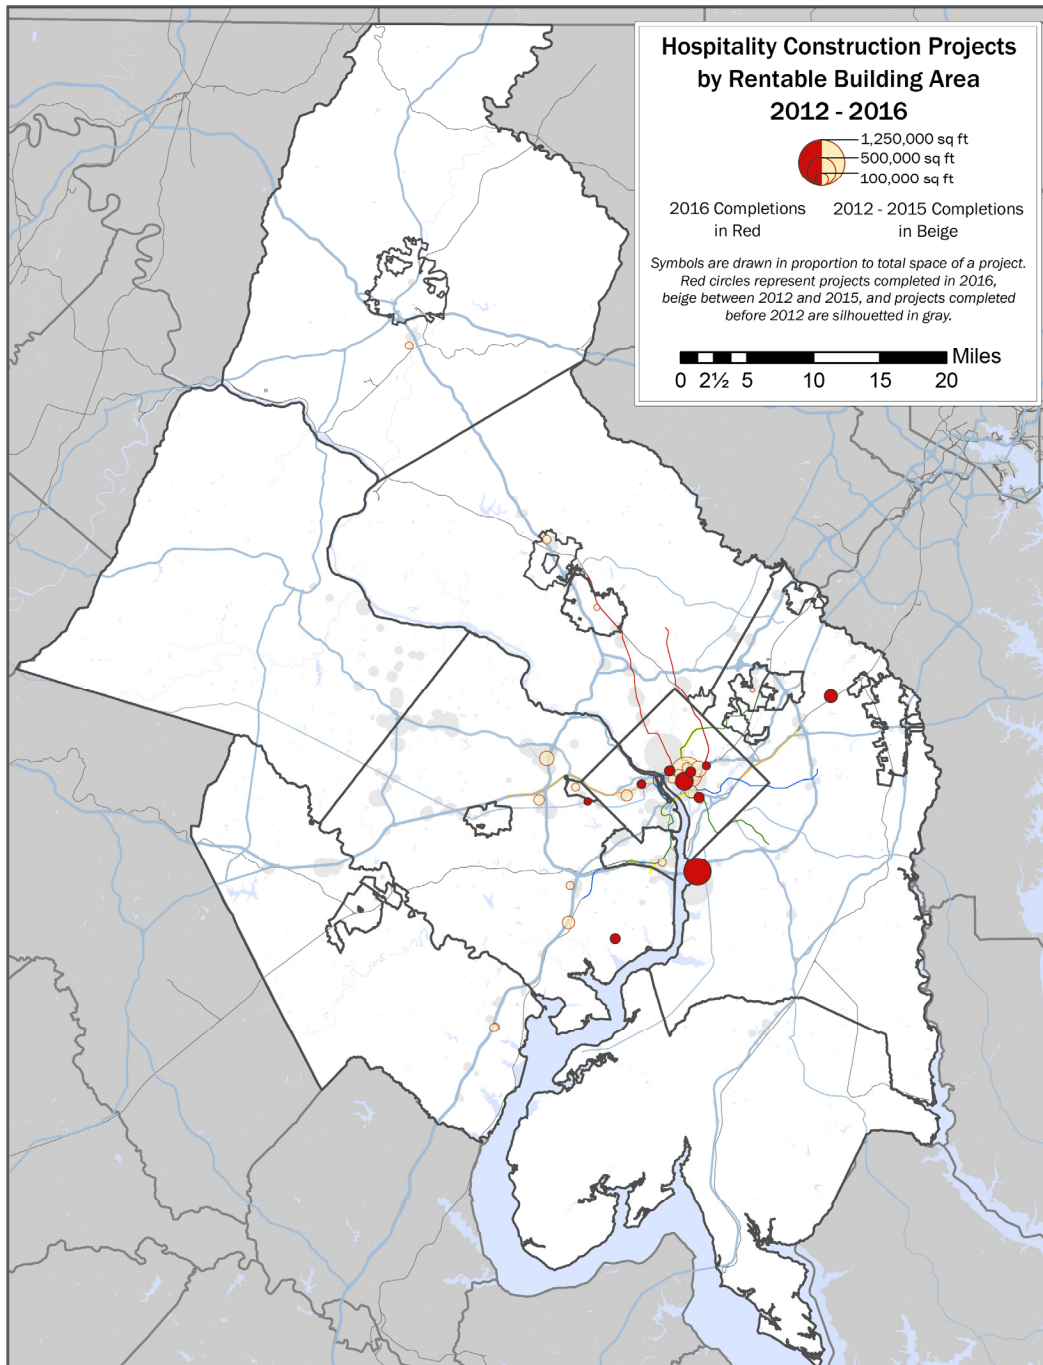 Hospitality Construction Projects
by Rentable Building Area
2012 - 2016
1,250,000 sq ft
500,000 sq ft
100,000 sq ft
2016 Completions
in Red
2012 - 2015 Completions
in Beige
Symbols are drawn in proportion to total space of a project.
Red circles represent projects completed in 2016,
beige between 2012 and 2015, and projects completed
before 2012 are silhouetted in gray.
Miles
0 2½ 5 10 15 20